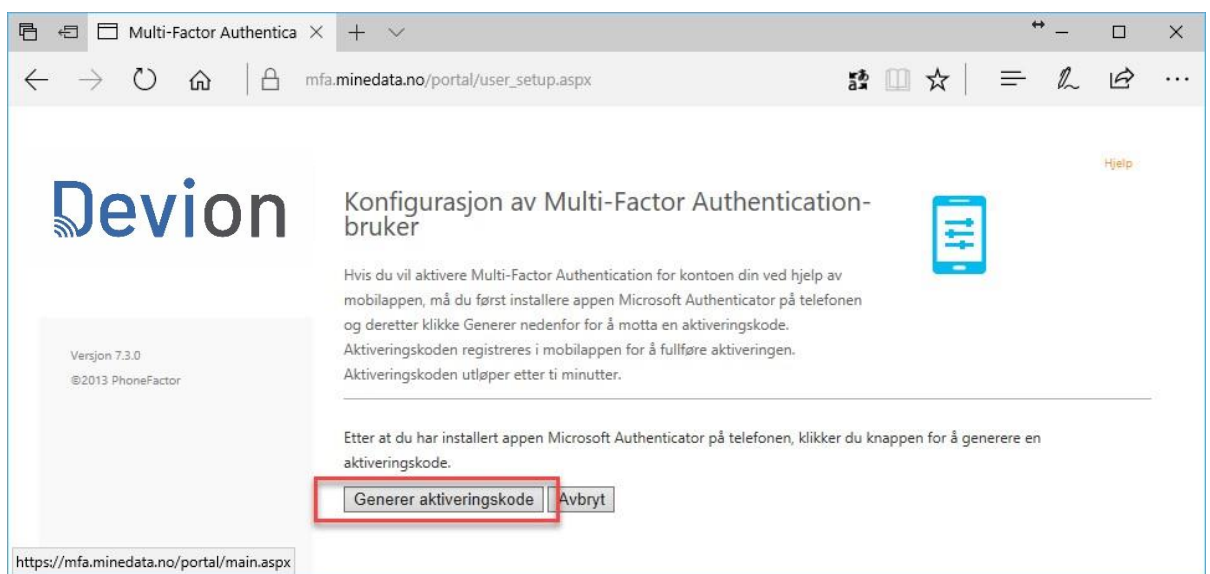 Multi-Factor Authentica
mfa.minedata.no/portal/user_setup.aspx
Hjelp
Devion
Konfigurasjon av Multi-Factor Authentication-
bruker
Hvis du vil aktivere Multi-Factor Authentication for kontoen din ved hjelp av
mobilappen, må du først installere appen Microsoft Authenticator på telefonen
og deretter klikke Generer nedenfor for å motta en aktiveringskode.
Aktiveringskoden registreres i mobilappen for å fullføre aktiveringen.
Aktiveringskoden utløper etter ti minutter.
Versjon 7.3.0
©2013 PhoneFactor
Etter at du har installert appen Microsoft Authenticator på telefonen, klikker du knappen for å generere en
aktiveringskode.
Generer aktiveringskode Avbryt
https://mfa.minedata.no/portal/main.aspx